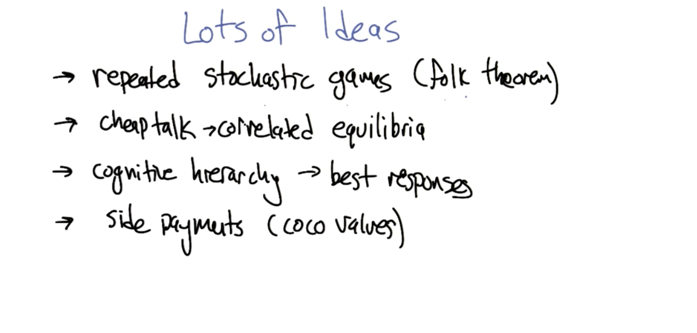 Lots of Ideas
→ repeated stochastic games (folk theorem)
→ cheap talk → correlated equilibria
→ cognitive hierarchy → best responses
→ side payments (coco values)